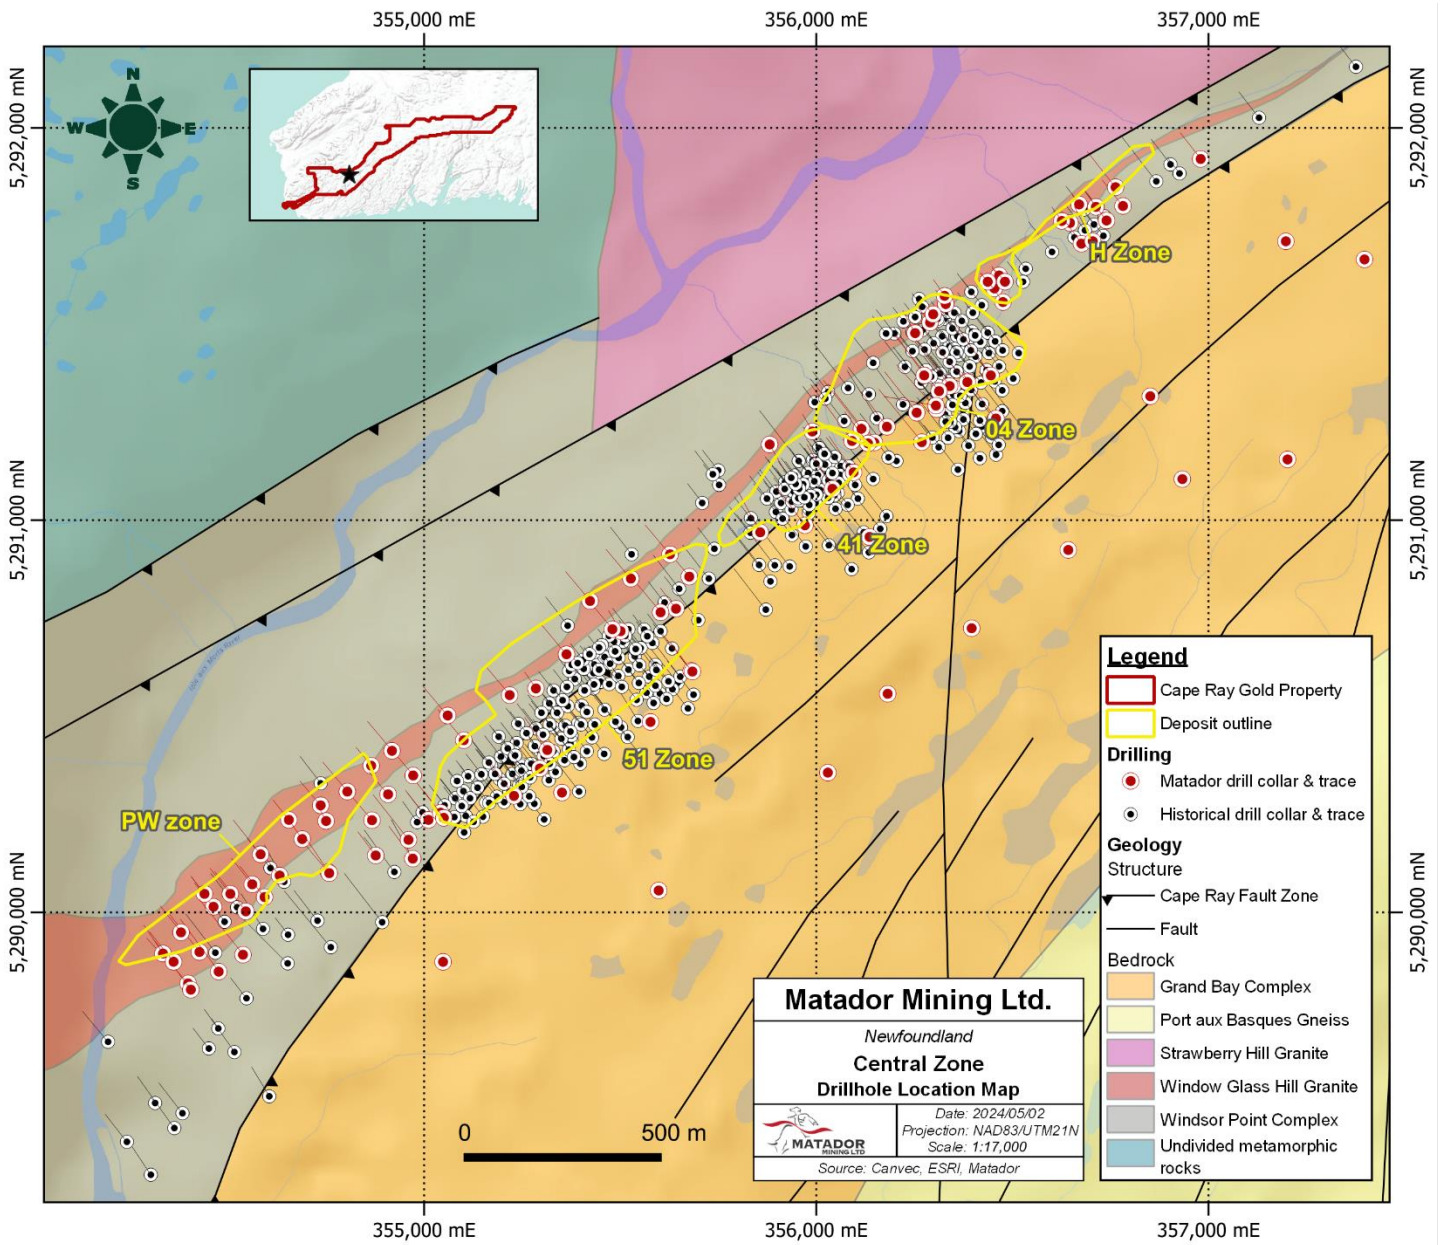 355,000 mE
356,000 mE
357,000 mE
5,292,000 mN
5,292,000 mN
N
W
E
S
H Zone
04 Zone
5,291,000 mN
5,291,000 mN
41 Zone
51 Zone
PW zone
5,290,000 mN
5,290,000 mN
Legend
Cape Ray Gold Property
Deposit outline
Drilling
Matador drill collar & trace
Historical drill collar & trace
Geology
Structure
Cape Ray Fault Zone
Fault
Bedrock
Grand Bay Complex
Port aux Basques Gneiss
Strawberry Hill Granite
Window Glass Hill Granite
Windsor Point Complex
Undivided metamorphic
rocks
Matador Mining Ltd.
Newfoundland
Central Zone
Drillhole Location Map
MATADOR
MINING LTD
Date: 2024/05/02
Projection: NAD83/UTM21N
Scale: 1:17,000
Source: Canvec, ESRI, Matador
0
500 m
355,000 mE
356,000 mE
357,000 mE